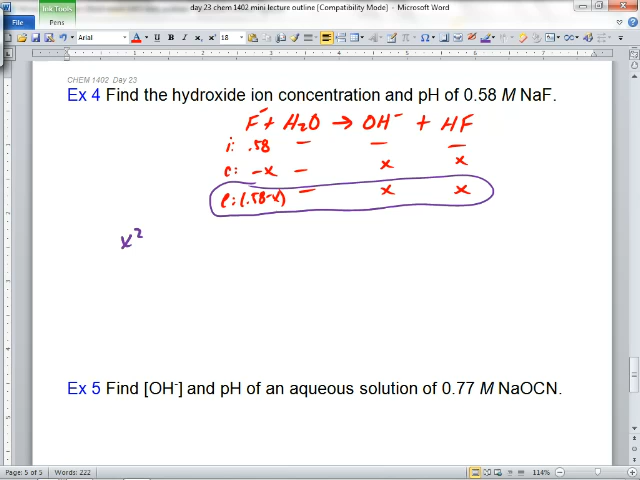 Ink Tools
day 23 chem 1402 mini lecture outline [Compatibility Mode] - Microsoft Word
File
Pens
Arial
18
CHEM 1402 Day 23
Ex 4 Find the hydroxide ion concentration and pH of 0.58 M NaF.
F⁻ + H₂O → OH⁻ + HF
i: .58 — — —
c: -x — x x
e: (.58-x) — x x
x²
Ex 5 Find [OH⁻] and pH of an aqueous solution of 0.77 M NaOCN.
Page: 5 of 5 Words: 222 114%